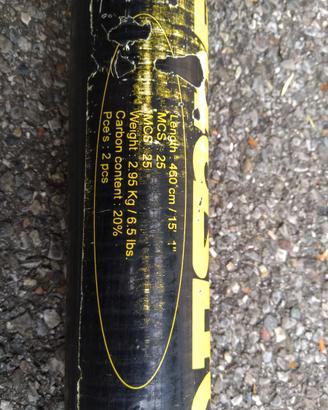 Length : 460 cm / 15' 1"
MCS 25
IMCS 25
Weight : 2.95 Kg / 6.5 lbs.
Carbon content : 20%
Pce's : 2 pcs